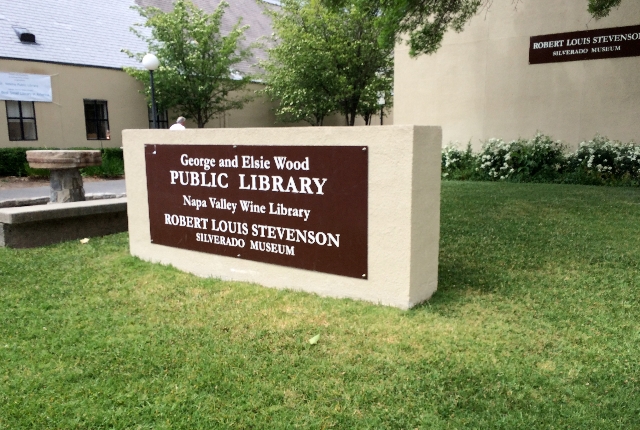 George and Elsie Wood
PUBLIC LIBRARY
Napa Valley Wine Library
ROBERT LOUIS STEVENSON
SILVERADO MUSEUM
ROBERT LOUIS STEVENSON
SILVERADO MUSEUM